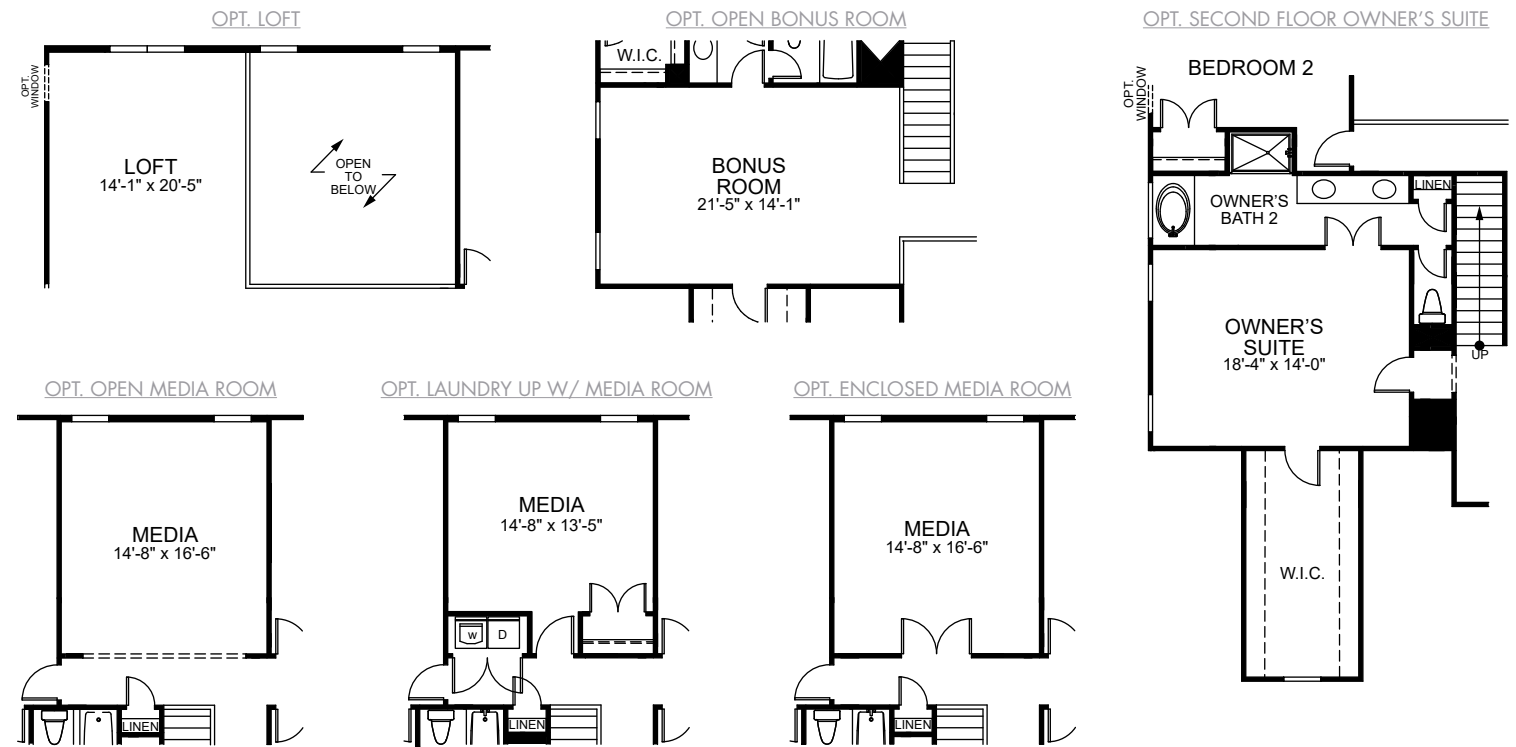 OPT. LOFT
OPT. WINDOW
LOFT
14'-1" x 20'-5"
OPEN
TO
BELOW
OPT. OPEN BONUS ROOM
W.I.C.
BONUS
ROOM
21'-5" x 14'-1"
OPT. SECOND FLOOR OWNER’S SUITE
BEDROOM 2
OPT.
WINDOW
LINEN
OWNER’S
BATH 2
OWNER’S
SUITE
18'-4" x 14'-0"
UP
W.I.C.
OPT. OPEN MEDIA ROOM
MEDIA
14'-8" x 16'-6"
LINEN
OPT. LAUNDRY UP W/ MEDIA ROOM
MEDIA
14'-8" x 13'-5"
W
D
LINEN
OPT. ENCLOSED MEDIA ROOM
MEDIA
14'-8" x 16'-6"
LINEN